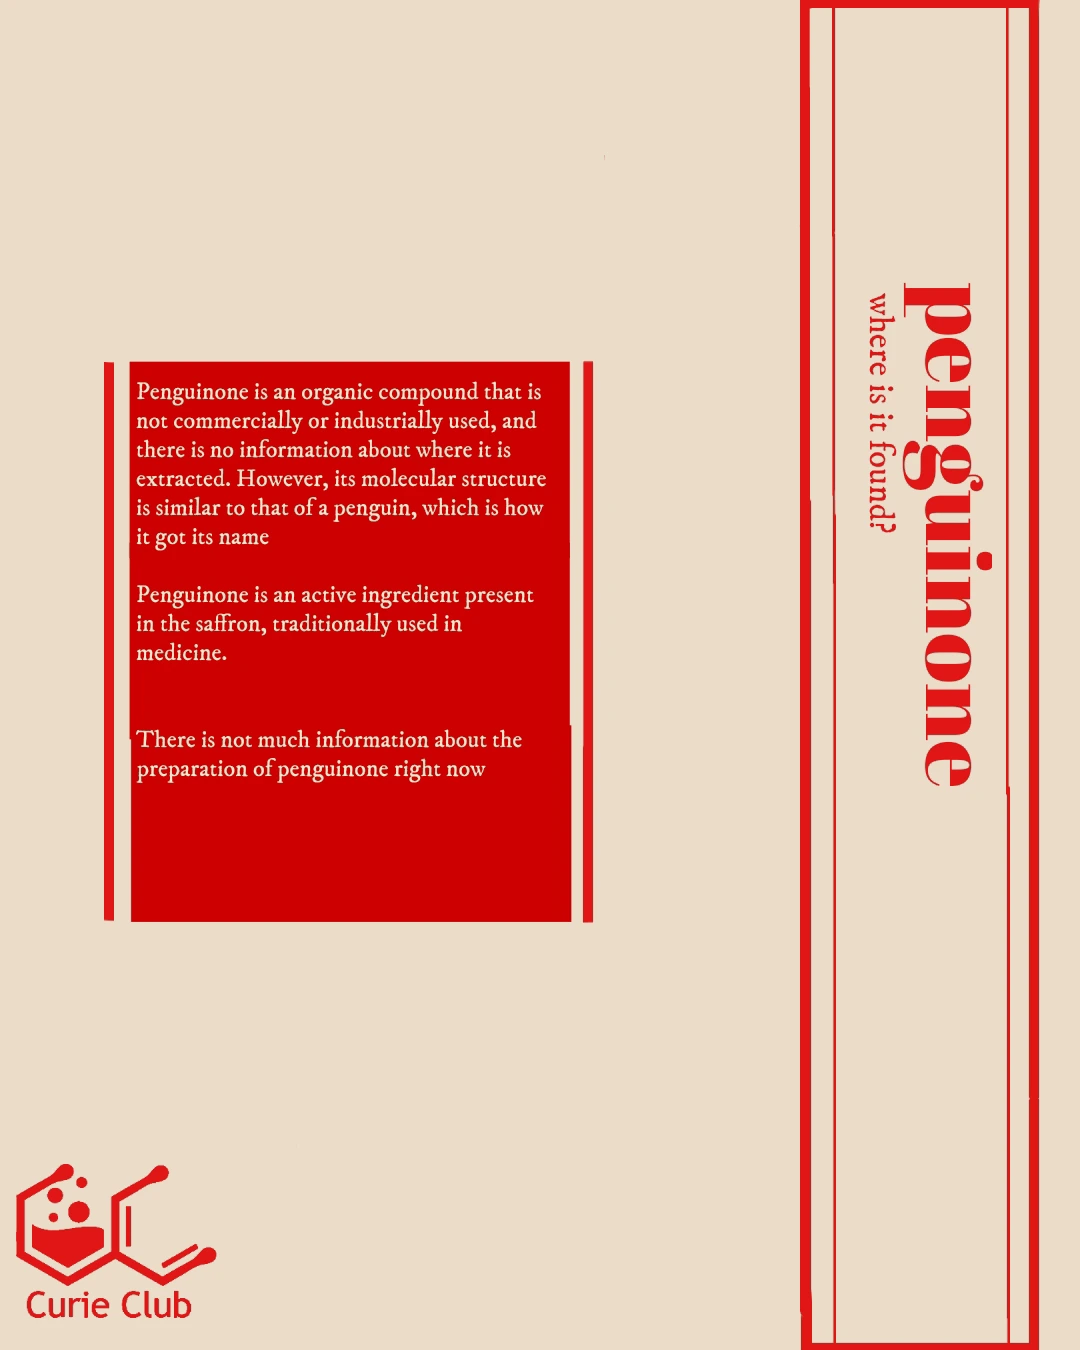 Penguinone is an organic compound that is
not commercially or industrially used, and
there is no information about where it is
extracted. However, its molecular structure
is similar to that of a penguin, which is how
it got its name
Penguinone is an active ingredient present
in the saffron, traditionally used in
medicine.
There is not much information about the
preparation of penguinone right now
penguinone
where is it found?
Curie Club